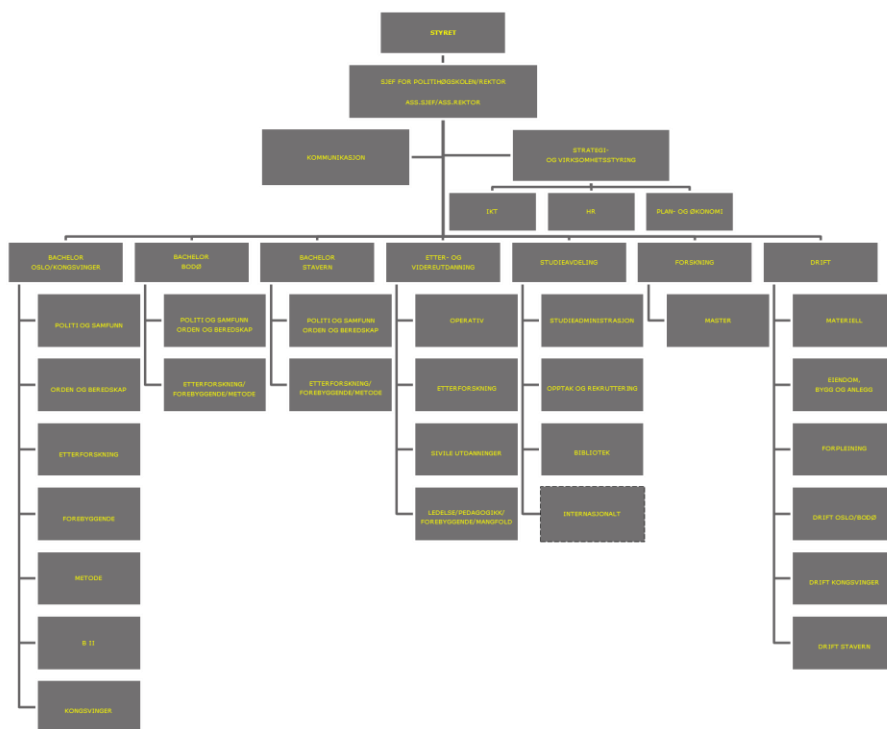 STYRET
SJEF FOR POLITIHØGSKOLEN/REKTOR
ASS.SJEF/ASS.REKTOR
KOMMUNIKASJON
STRATEGI-
OG VIRKSOMHETSSTYRING
IKT
HR
PLAN- OG ØKONOMI
BACHELOR
OSLO/KONGSVINGER
BACHELOR
BODØ
BACHELOR
STAVERN
ETTER- OG
VIDEREUTDANNING
STUDIEAVDELING
FORSKNING
DRIFT
POLITI OG SAMFUNN
ORDEN OG BEREDSKAP
ETTERFORSKNING
FOREBYGGENDE
METODE
B II
KONGSVINGER
POLITI OG SAMFUNN
ORDEN OG BEREDSKAP
ETTERFORSKNING/
FOREBYGGENDE/METODE
POLITI OG SAMFUNN
ORDEN OG BEREDSKAP
ETTERFORSKNING/
FOREBYGGENDE/METODE
OPERATIV
ETTERFORSKNING
SIVILE UTDANNINGER
LEDELSE/PEDAGOGIKK/
FOREBYGGENDE/MANGFOLD
STUDIEADMINISTRASJON
OPPTAK OG REKRUTTERING
BIBLIOTEK
INTERNASJONALT
MASTER
MATERIELL
EIENDOM,
BYGG OG ANLEGG
FORPLEINING
DRIFT OSLO/BODØ
DRIFT KONGSVINGER
DRIFT STAVERN